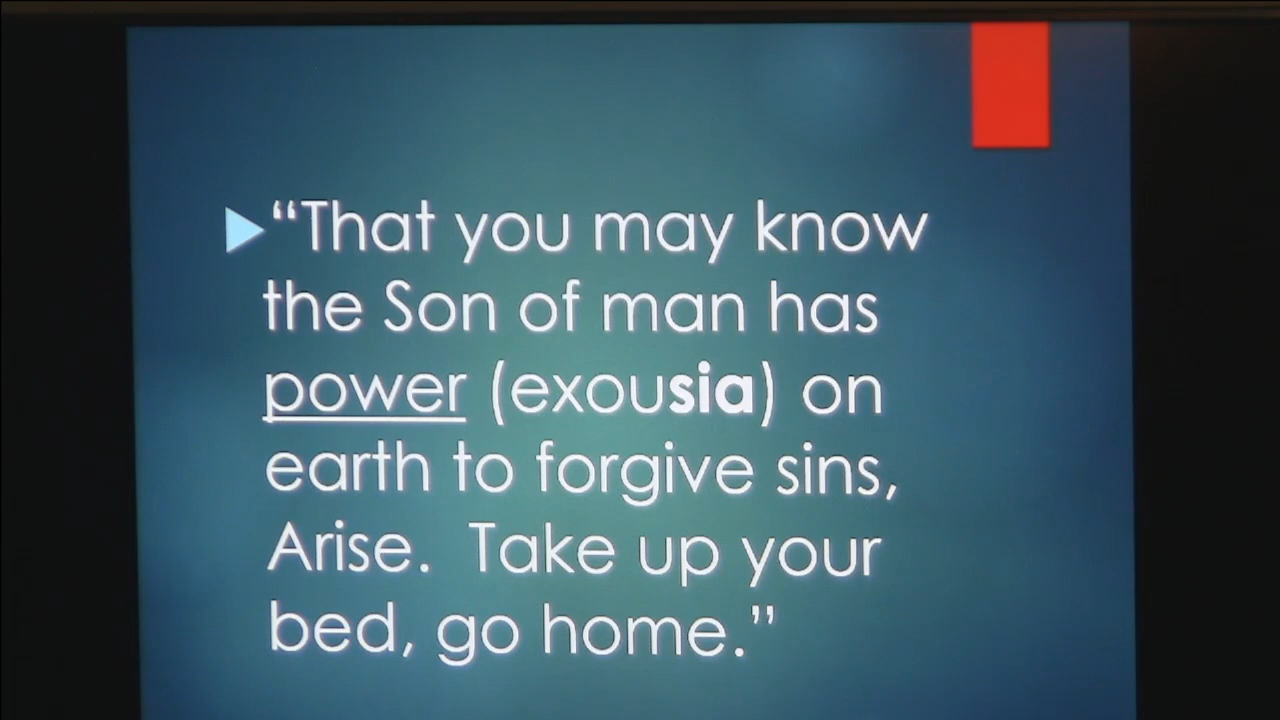 “That you may know
the Son of man has
power (exousia) on
earth to forgive sins,
Arise.  Take up your
bed, go home.”